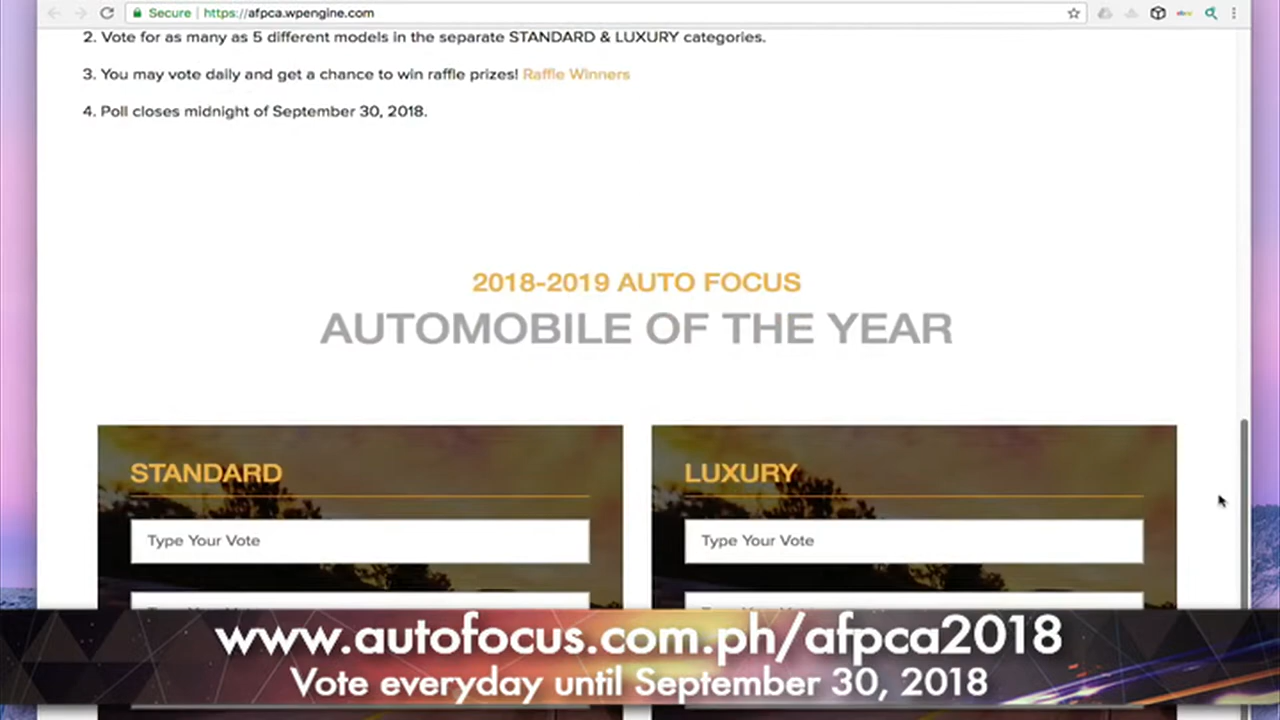 Secure | https://afpca.wpengine.com
2. Vote for as many as 5 different models in the separate STANDARD & LUXURY categories.
3. You may vote daily and get a chance to win raffle prizes! Raffle Winners
4. Poll closes midnight of September 30, 2018.
2018-2019 AUTO FOCUS
AUTOMOBILE OF THE YEAR
STANDARD
LUXURY
Type Your Vote
Type Your Vote
www.autofocus.com.ph/afpca2018
Vote everyday until September 30, 2018